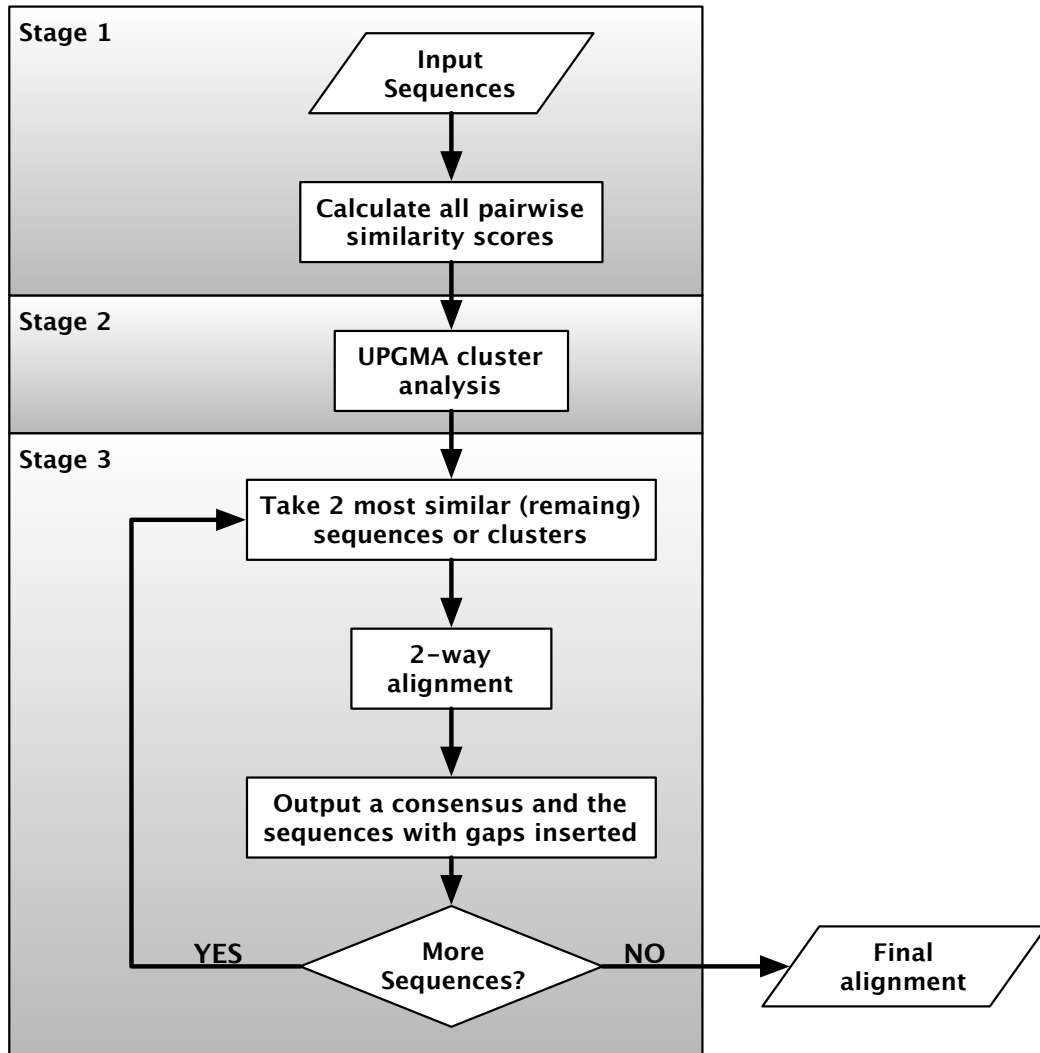 Stage 1
Input
Sequences
Calculate all pairwise
similarity scores
Stage 2
UPGMA cluster
analysis
Stage 3
Take 2 most similar (remaing)
sequences or clusters
2-way
alignment
Output a consensus and the
sequences with gaps inserted
YES
More
Sequences?
NO
Final
alignment